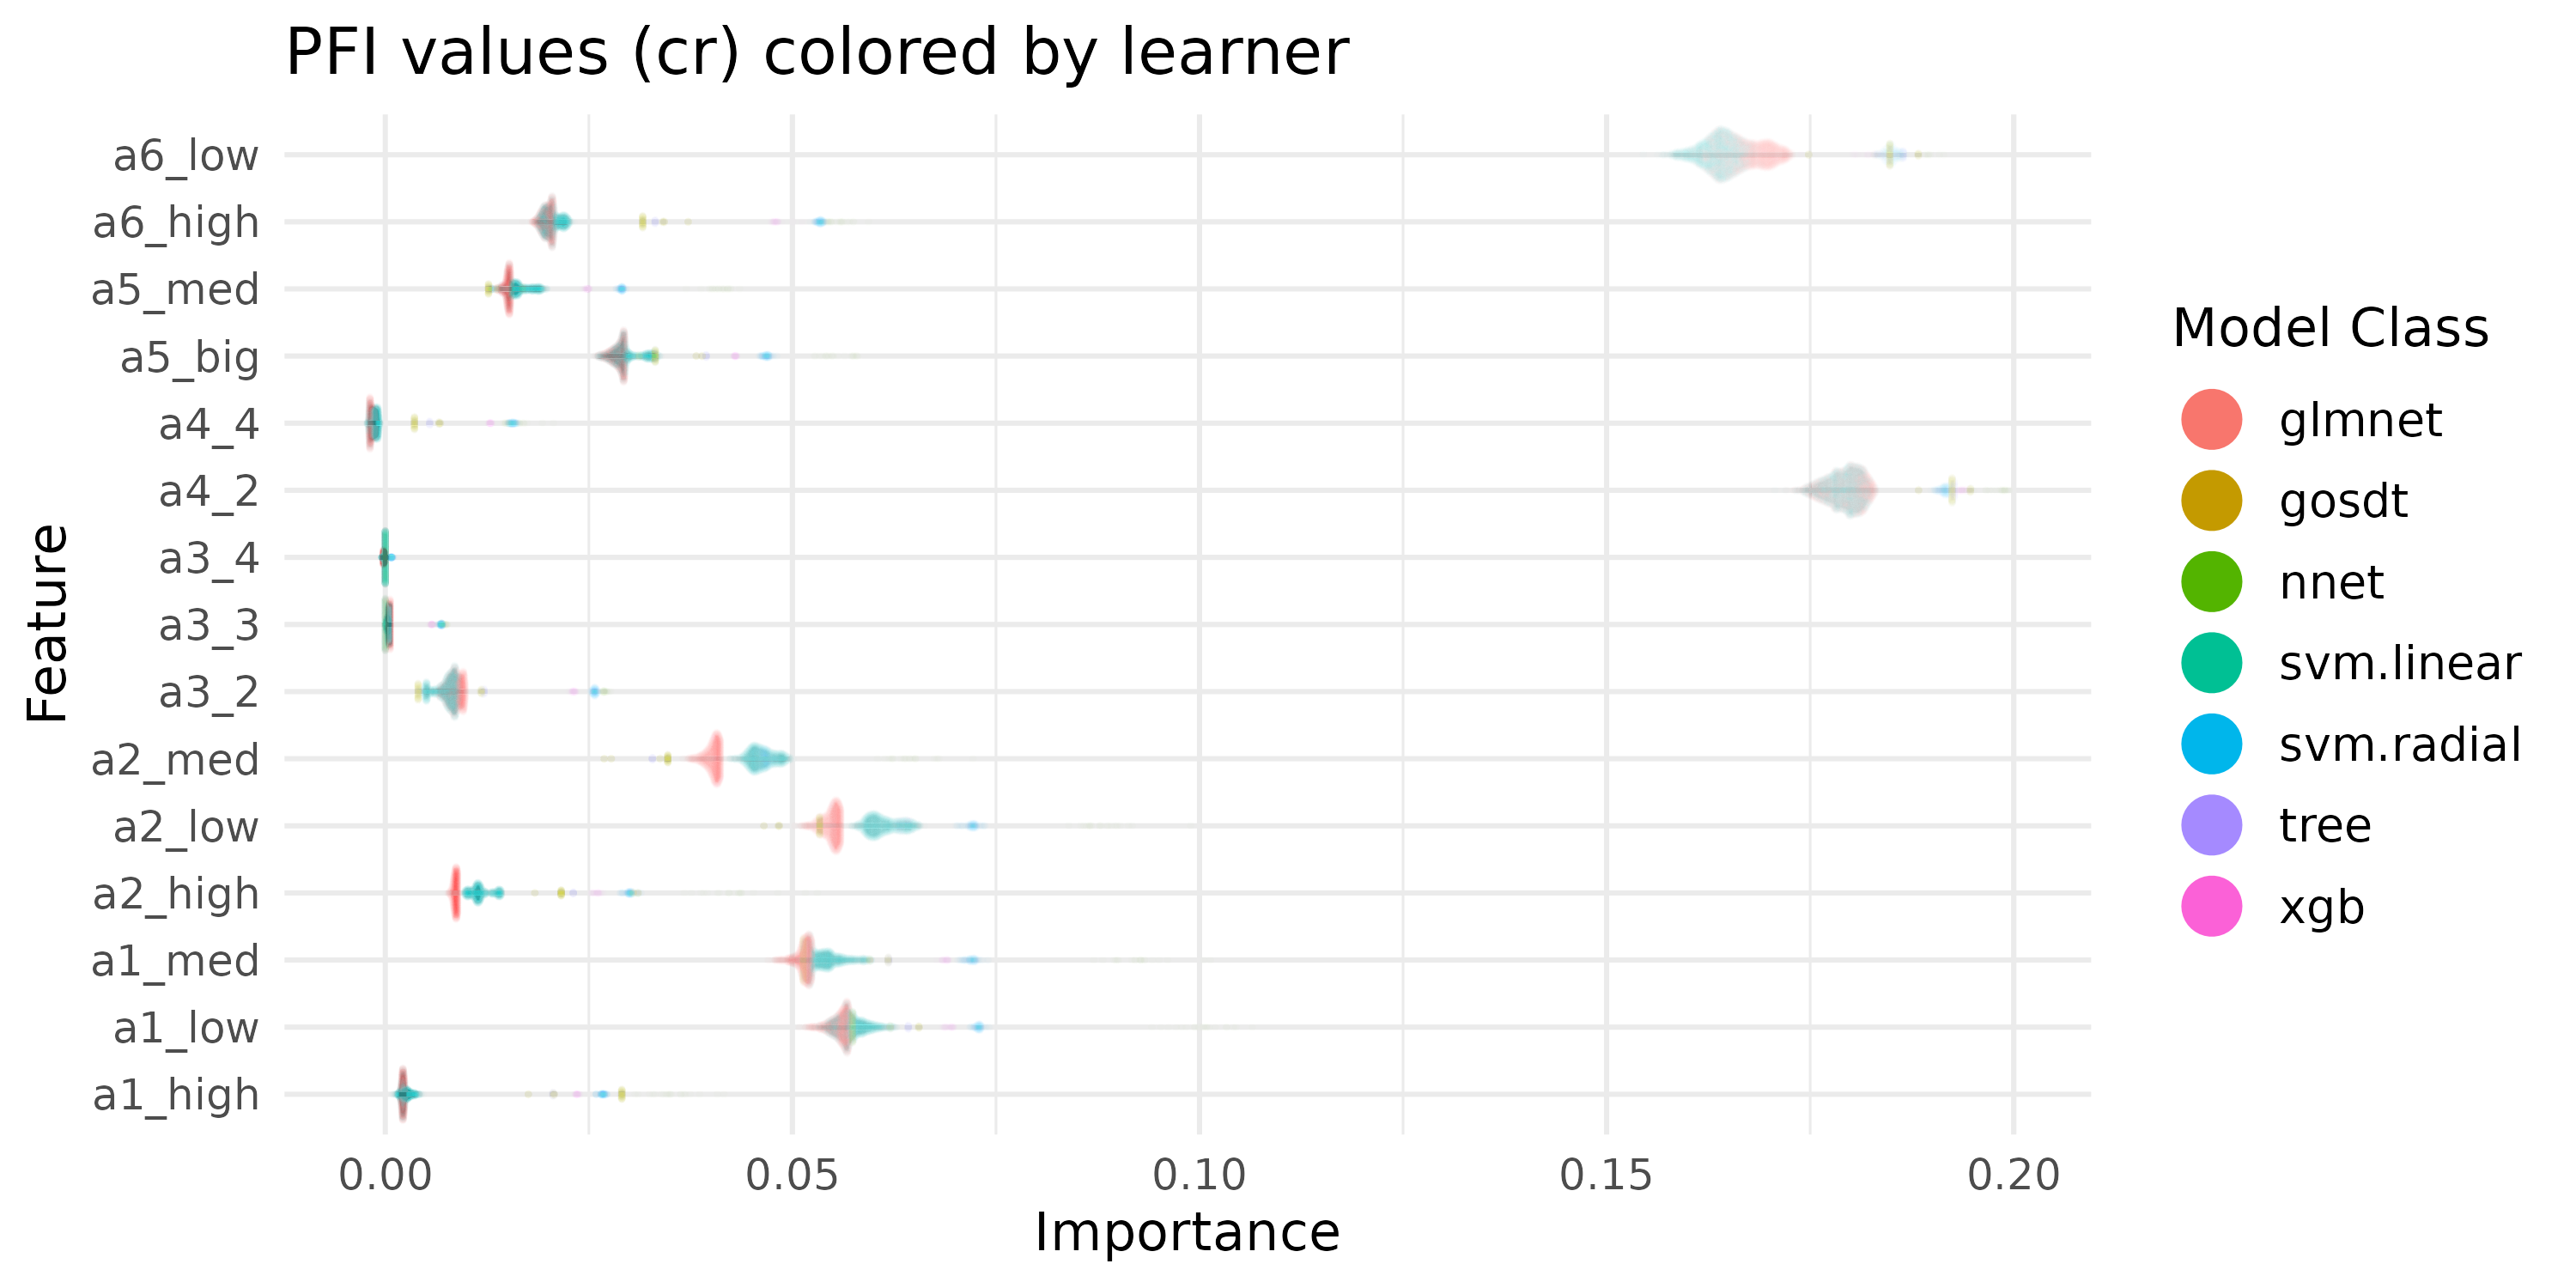 PFI values (cr) colored by learner
a6_low
a6_high
a5_med
a5_big
a4_4
a4_2
a3_4
a3_3
a3_2
a2_med
a2_low
a2_high
a1_med
a1_low
a1_high
Feature
0.00 0.05 0.10 0.15 0.20
Importance
Model Class
glmnet
gosdt
nnet
svm.linear
svm.radial
tree
xgb